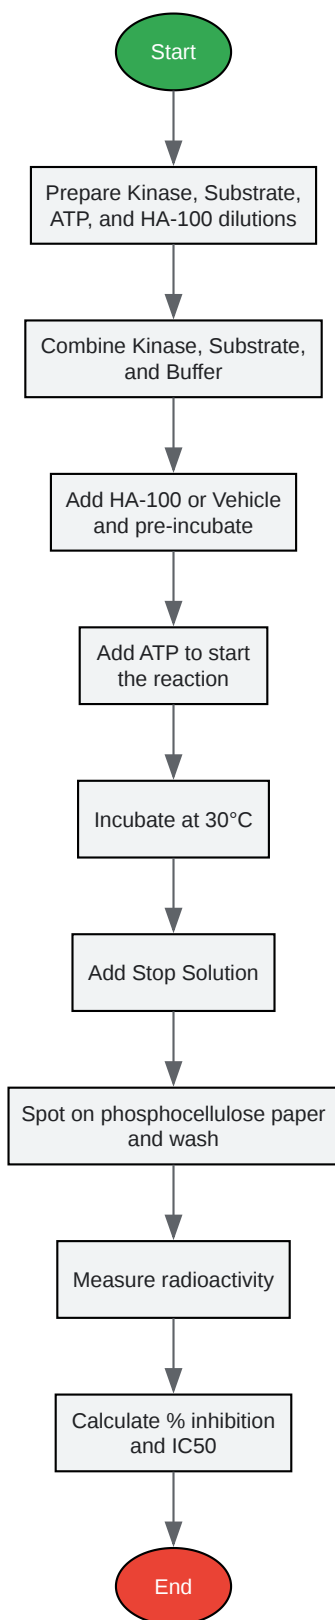 Start
Prepare Kinase, Substrate,
ATP, and HA-100 dilutions
Combine Kinase, Substrate,
and Buffer
Add HA-100 or Vehicle
and pre-incubate
Add ATP to start
the reaction
Incubate at 30°C
Add Stop Solution
Spot on phosphocellulose paper
and wash
Measure radioactivity
Calculate % inhibition
and IC50
End